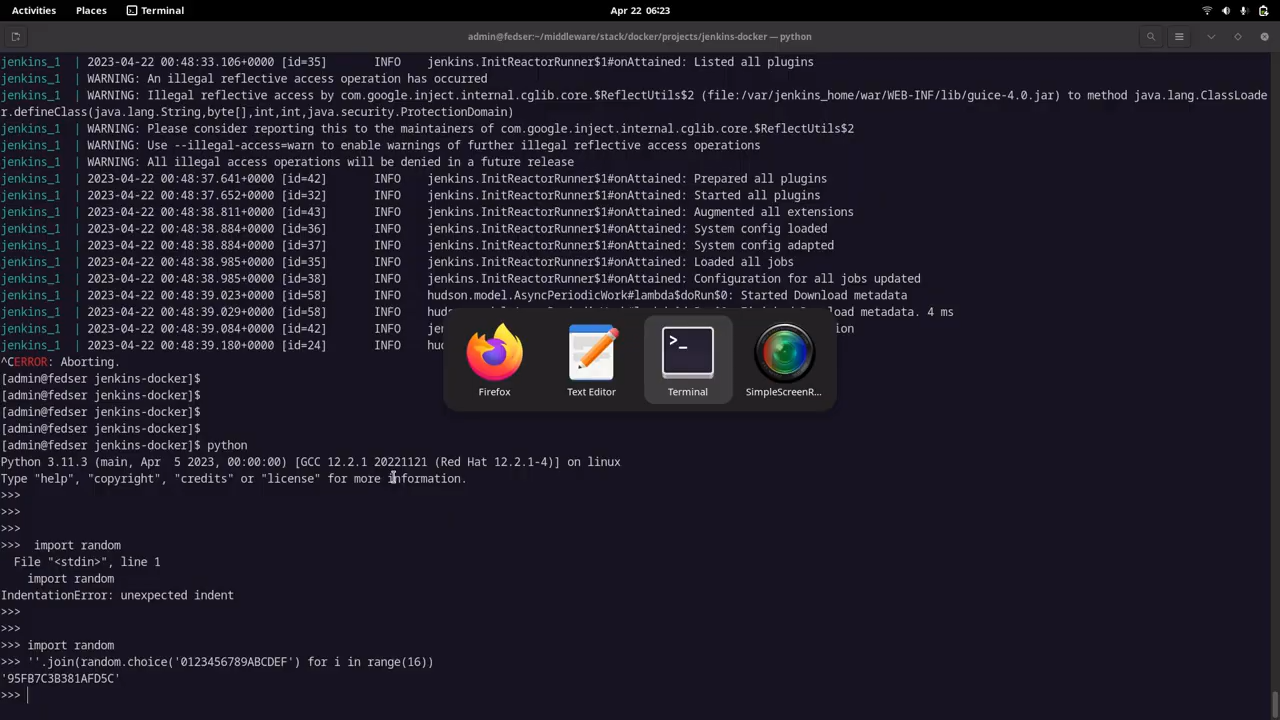 Activities Places Terminal Apr 22 06:23
admin@fedser:~/middleware/stack/docker/projects/jenkins-docker — python
jenkins_1 | 2023-04-22 00:48:33.106+0000 [id=35] INFO jenkins.InitReactorRunner$1#onAttained: Listed all plugins
jenkins_1 | WARNING: An illegal reflective access operation has occurred
jenkins_1 | WARNING: Illegal reflective access by com.google.inject.internal.cglib.core.$ReflectUtils$2 (file:/var/jenkins_home/war/WEB-INF/lib/guice-4.0.jar) to method java.lang.ClassLoade
r.defineClass(java.lang.String,byte[],int,int,java.security.ProtectionDomain)
jenkins_1 | WARNING: Please consider reporting this to the maintainers of com.google.inject.internal.cglib.core.$ReflectUtils$2
jenkins_1 | WARNING: Use --illegal-access=warn to enable warnings of further illegal reflective access operations
jenkins_1 | WARNING: All illegal access operations will be denied in a future release
jenkins_1 | 2023-04-22 00:48:37.641+0000 [id=42] INFO jenkins.InitReactorRunner$1#onAttained: Prepared all plugins
jenkins_1 | 2023-04-22 00:48:37.652+0000 [id=32] INFO jenkins.InitReactorRunner$1#onAttained: Started all plugins
jenkins_1 | 2023-04-22 00:48:38.811+0000 [id=43] INFO jenkins.InitReactorRunner$1#onAttained: Augmented all extensions
jenkins_1 | 2023-04-22 00:48:38.884+0000 [id=36] INFO jenkins.InitReactorRunner$1#onAttained: System config loaded
jenkins_1 | 2023-04-22 00:48:38.884+0000 [id=37] INFO jenkins.InitReactorRunner$1#onAttained: System config adapted
jenkins_1 | 2023-04-22 00:48:38.985+0000 [id=35] INFO jenkins.InitReactorRunner$1#onAttained: Loaded all jobs
jenkins_1 | 2023-04-22 00:48:38.985+0000 [id=38] INFO jenkins.InitReactorRunner$1#onAttained: Configuration for all jobs updated
jenkins_1 | 2023-04-22 00:48:39.023+0000 [id=58] INFO hudson.model.AsyncPeriodicWork#lambda$doRun$0: Started Download metadata
jenkins_1 | 2023-04-22 00:48:39.029+0000 [id=58] INFO metadata. 4 ms
jenkins_1 | 2023-04-22 00:48:39.084+0000 [id=42] INFO
jenkins_1 | 2023-04-22 00:48:39.180+0000 [id=24] INFO
^CERROR: Aborting.
[admin@fedser jenkins-docker]$
[admin@fedser jenkins-docker]$
[admin@fedser jenkins-docker]$
[admin@fedser jenkins-docker]$
[admin@fedser jenkins-docker]$ python
Python 3.11.3 (main, Apr 5 2023, 00:00:00) [GCC 12.2.1 20221121 (Red Hat 12.2.1-4)] on linux
Type "help", "copyright", "credits" or "license" for more information.
>>>
>>>
>>>
>>>  import random
File "<stdin>", line 1
import random
IndentationError: unexpected indent
>>>
>>>
>>> import random
>>> ''.join(random.choice('0123456789ABCDEF') for i in range(16))
'95FB7C3B381AFD5C'
>>>
Firefox Text Editor Terminal SimpleScreenR...